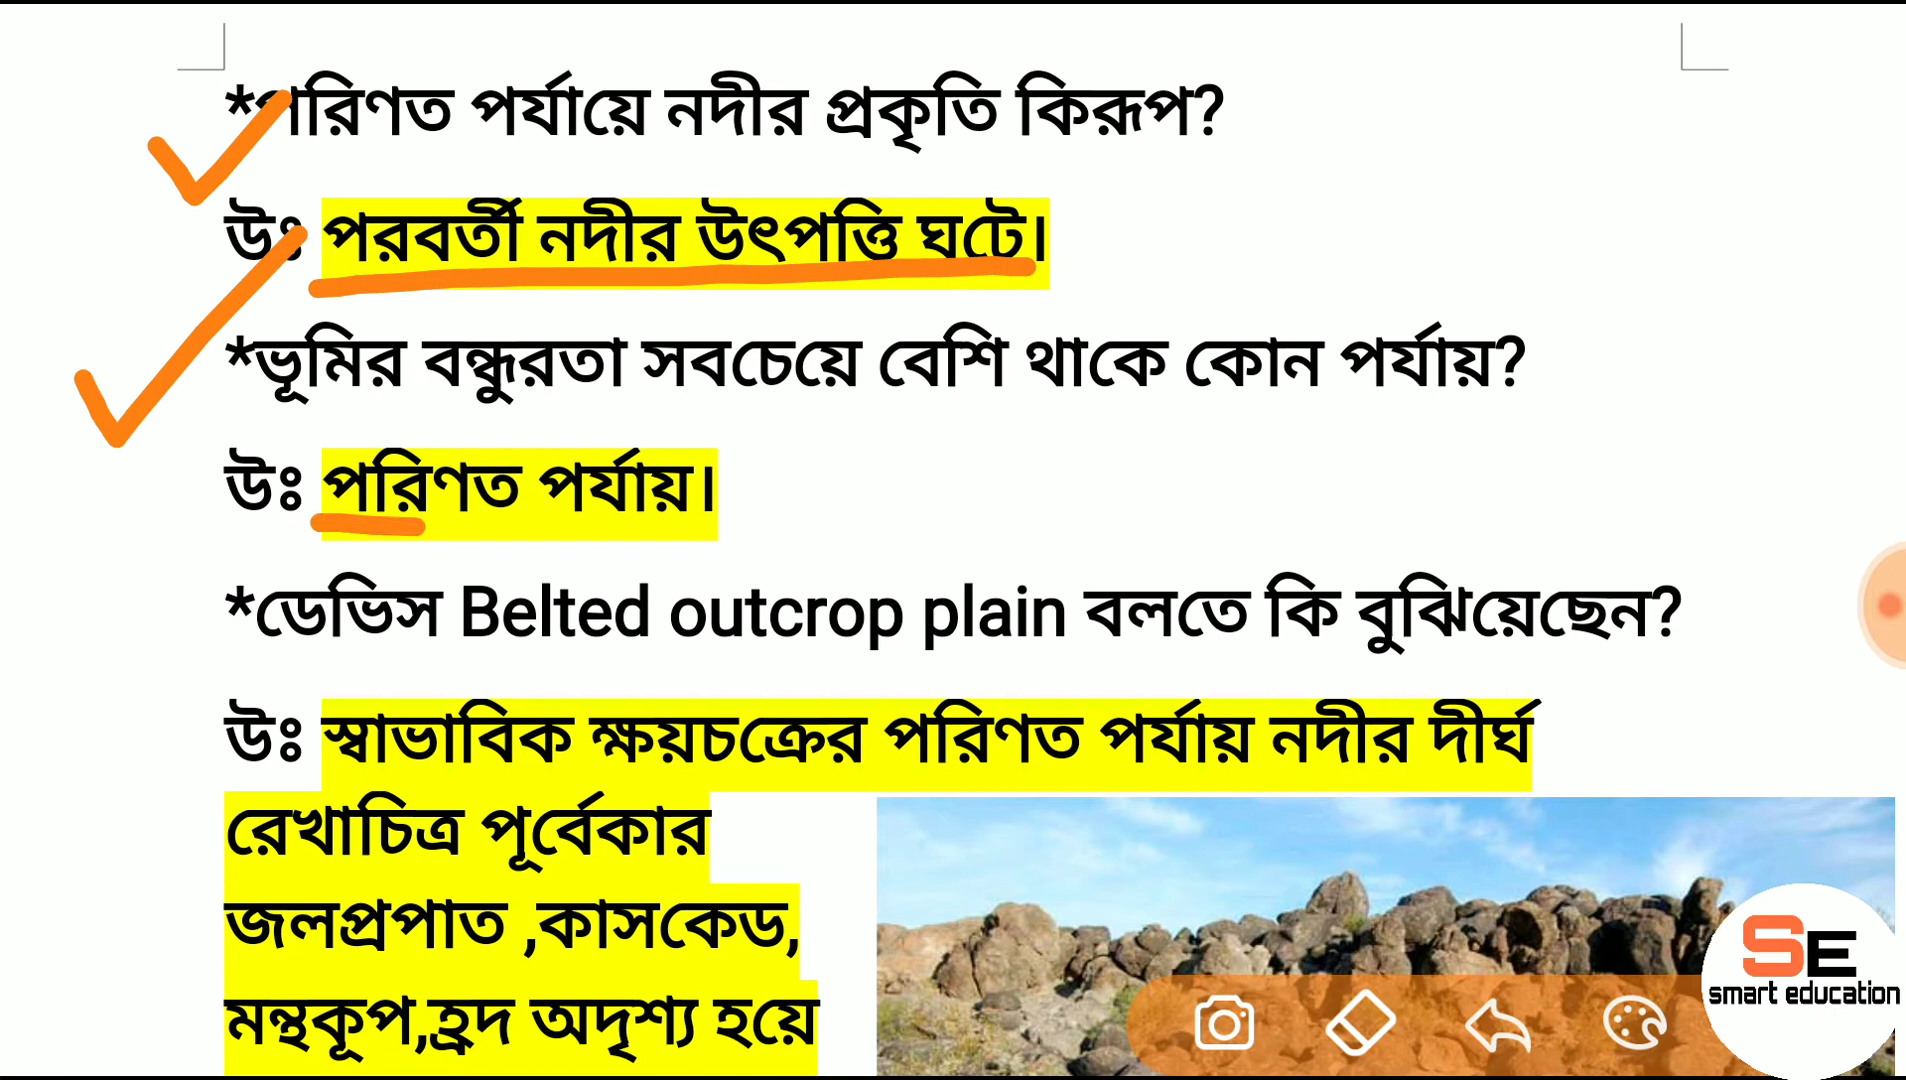 *পরিণত পর্যায়ে নদীর প্রকৃতি কিরূপ?
উঃ পরবর্তী নদীর উৎপত্তি ঘটে।
*ভূমির বন্ধুরতা সবচেয়ে বেশি থাকে কোন পর্যায়?
উঃ পরিণত পর্যায়।
*ডেভিস Belted outcrop plain বলতে কি বুঝিয়েছেন?
উঃ স্বাভাবিক ক্ষয়চক্রের পরিণত পর্যায় নদীর দীর্ঘ
রেখাচিত্র পূর্বেকার
জলপ্রপাত ,কাসকেড,
মন্থকূপ,হ্রদ অদৃশ্য হয়ে
SE
smart education